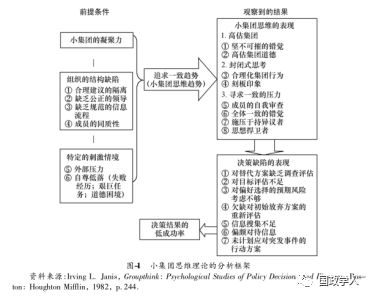 前提条件
小集团的凝聚力
组织的结构缺陷
① 合理建议的隔离
② 缺乏公正的领导
③ 缺乏规范的信息
流程
④ 成员的同质性
特定的刺激情境
⑤ 外部压力
⑥ 自尊低落(失败
经历;艰巨任
务;道德困境)
追求一致趋势
(小集团思维趋势)
观察到的结果
小集团思维的表现
1. 高估集团
① 坚不可摧的错觉
② 高估集团道德
2. 封闭式思考
③ 合理化集团行为
④ 刻板印象
3. 寻求一致的压力
⑤ 成员的自我审查
⑥ 全体一致的错觉
⑦ 施压于持异议者
⑧ 思想捍卫者
决策缺陷的表现
① 对替代方案缺乏调查评估
② 对目标评估不足
③ 对偏好选择的预期风险
考虑不够
④ 欠缺对初始放弃方案的
重新评估
⑤ 信息搜集不足
⑥ 偏颇对待信息
⑦ 未计划应对突发事件的
行动方案
决策结果的
低成功率
图-4 小集团思维理论的分析框架
资料来源:Irving L. Janis, Groupthink: Psychological Studies of Policy Decision
ton: Houghton Mifflin, 1982, p.244.
国政学人